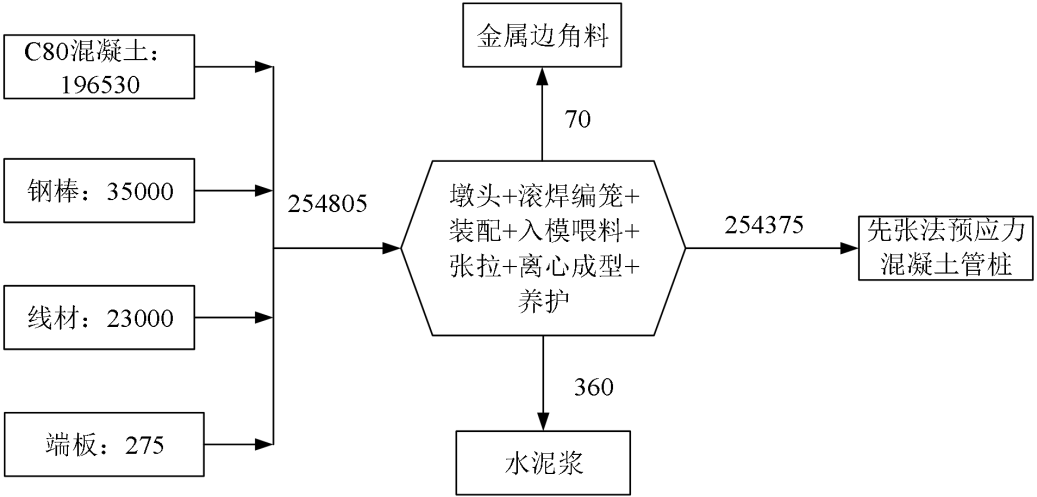 C80混凝土：
196530
钢棒：35000
线材：23000
端板：275
254805
金属边角料
70
墩头+滚焊编笼+
装配+入模喂料+
张拉+离心成型+
养护
360
水泥浆
254375
先张法预应力
混凝土管桩